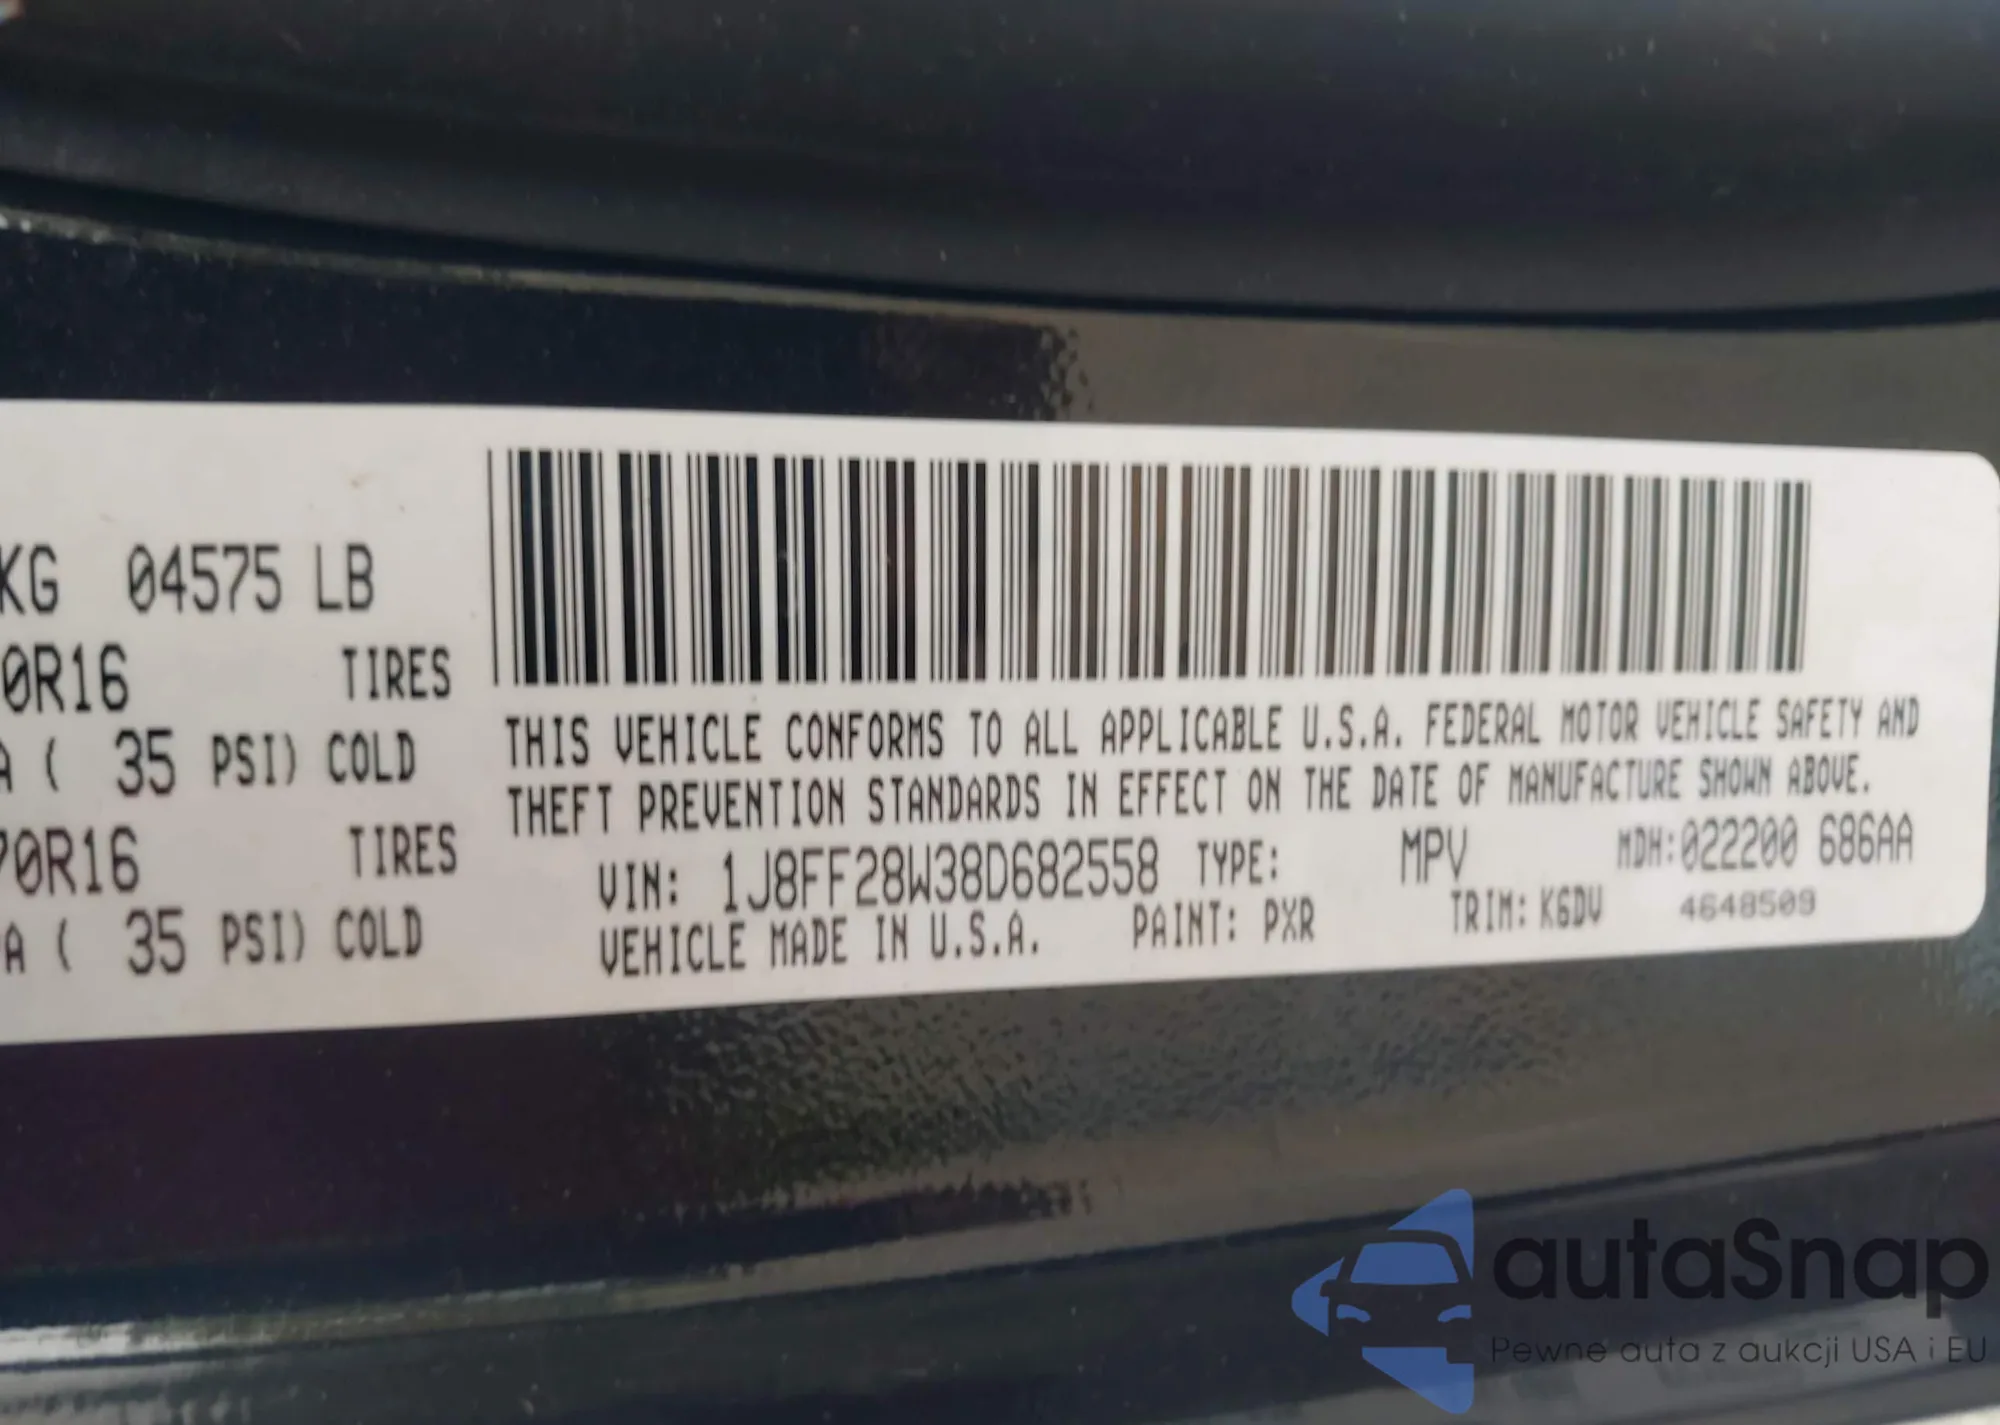 KG 04575 LB
0R16 TIRES
A ( 35 PSI) COLD
70R16 TIRES
A ( 35 PSI) COLD
THIS VEHICLE CONFORMS TO ALL APPLICABLE U.S.A. FEDERAL MOTOR VEHICLE SAFETY AND
THEFT PREVENTION STANDARDS IN EFFECT ON THE DATE OF MANUFACTURE SHOWN ABOVE.
VIN: 1J8FF28W38D682558 TYPE: MPV MDH:022200 686AA
VEHICLE MADE IN U.S.A. PAINT: PXR TRIM: K6DV 4648509
autaSnap
Pewne auta z aukcji USA i EU